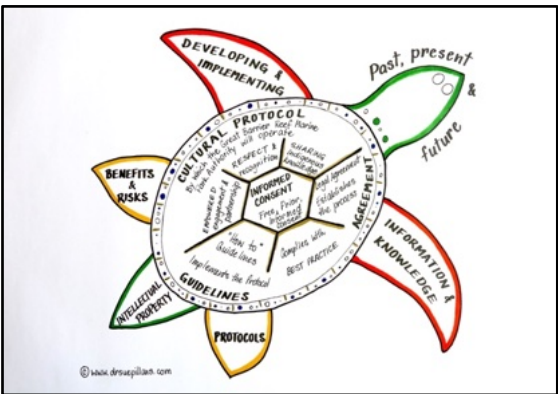 DEVELOPING &
IMPLEMENTING
Past, present
&
future
CULTURAL PROTOCOL
By which the Great Barrier Reef Marine
Park Authority will operate
RESPECT &
recognition
SHARING
indigenous
knowledge
EMPOWERED
engagement
partnership
INFORMED
CONSENT
Free, Prior,
Informed
consent
Legal Agreement
Establishes
the process
AGREEMENT
"How to"
Guidelines
Implements the Protocol
GUIDELINES
Complies with
BEST PRACTICE
BENEFITS
& RISKS
INTELLECTUAL
PROPERTY
PROTOCOLS
INFORMATION &
KNOWLEDGE
© www.drsuepillans.com